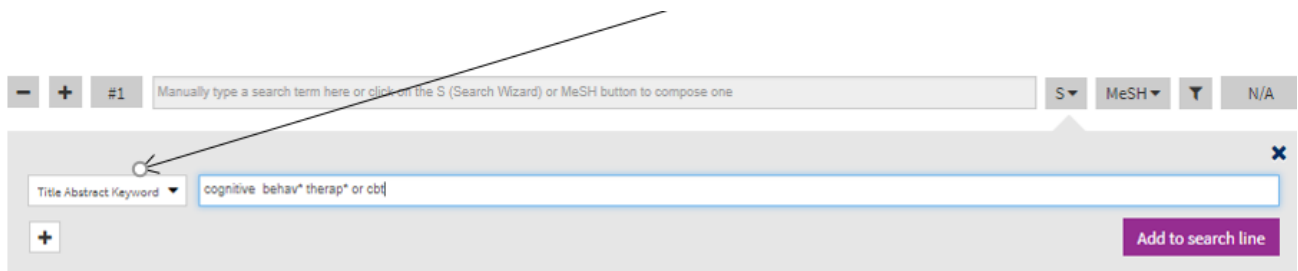 − + #1 Manually type a search term here or click on the S (Search Wizard) or MeSH button to compose one S MeSH N/A
Title Abstract Keyword cognitive behav* therap* or cbt
+ Add to search line